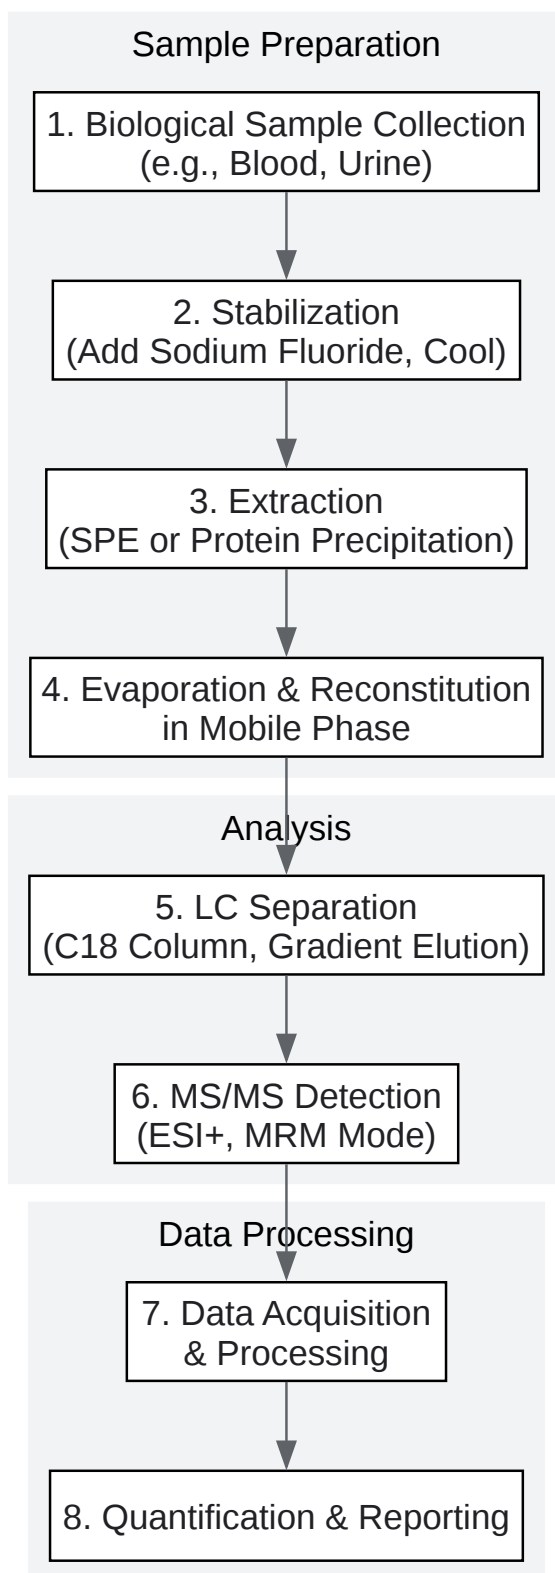 Sample Preparation
1. Biological Sample Collection
(e.g., Blood, Urine)
2. Stabilization
(Add Sodium Fluoride, Cool)
3. Extraction
(SPE or Protein Precipitation)
4. Evaporation & Reconstitution
in Mobile Phase
Analysis
5. LC Separation
(C18 Column, Gradient Elution)
6. MS/MS Detection
(ESI+, MRM Mode)
Data Processing
7. Data Acquisition
& Processing
8. Quantification & Reporting